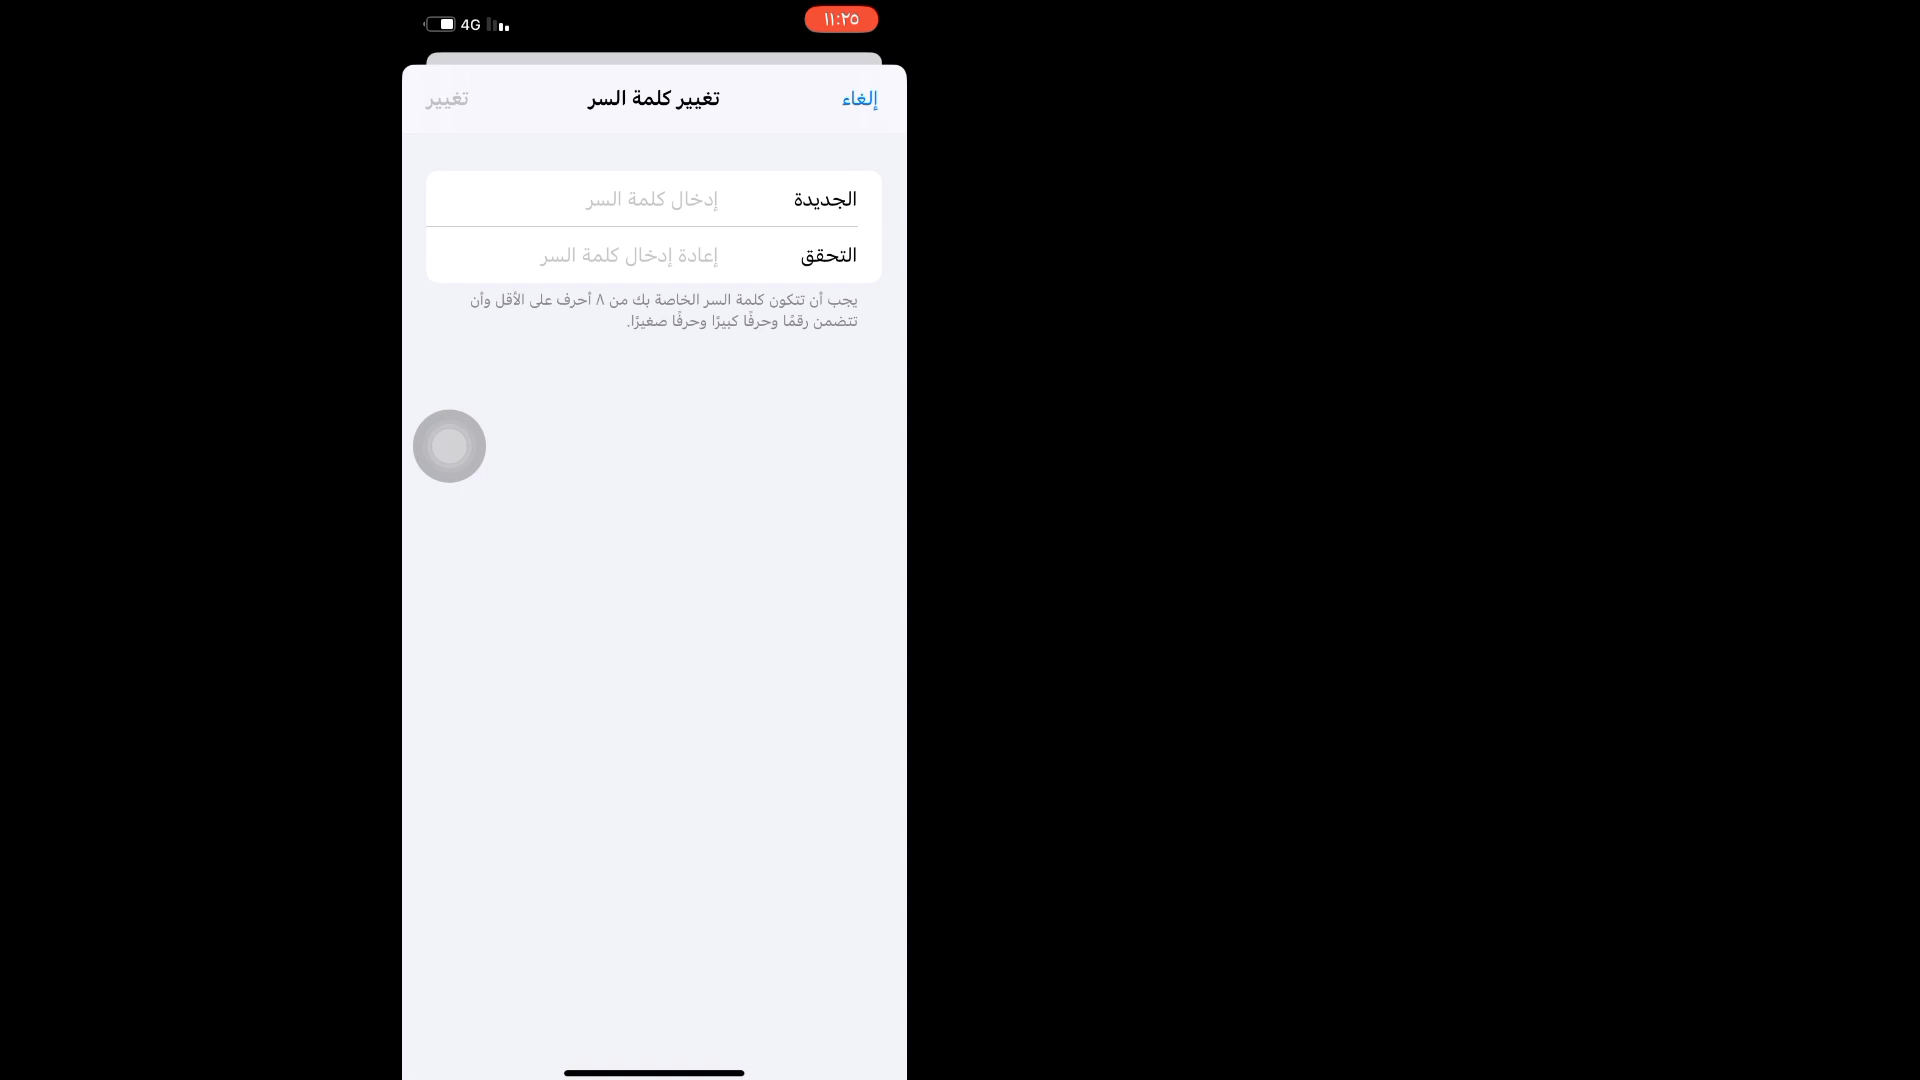 ١١:٢٥
4G
إلغاء
تغيير كلمة السر
تغيير
الجديدة
إدخال كلمة السر
التحقق
إعادة إدخال كلمة السر
يجب أن تتكون كلمة السر الخاصة بك من ٨ أحرف على الأقل وأن
تتضمن رقمًا وحرفًا كبيرًا وحرفًا صغيرًا.